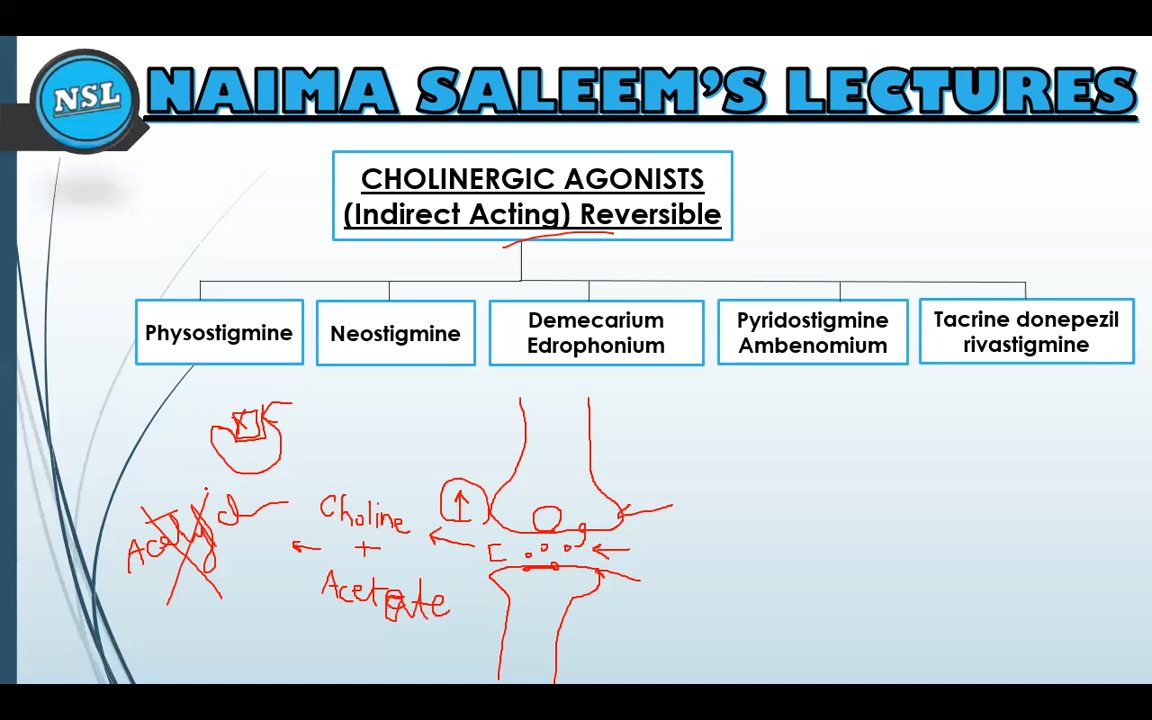 NSL
NAIMA SALEEM'S LECTURES
CHOLINERGIC AGONISTS
(Indirect Acting) Reversible
Physostigmine
Neostigmine
Demecarium
Edrophonium
Pyridostigmine
Ambenomium
Tacrine donepezil
rivastigmine
Choline
+
Acetate